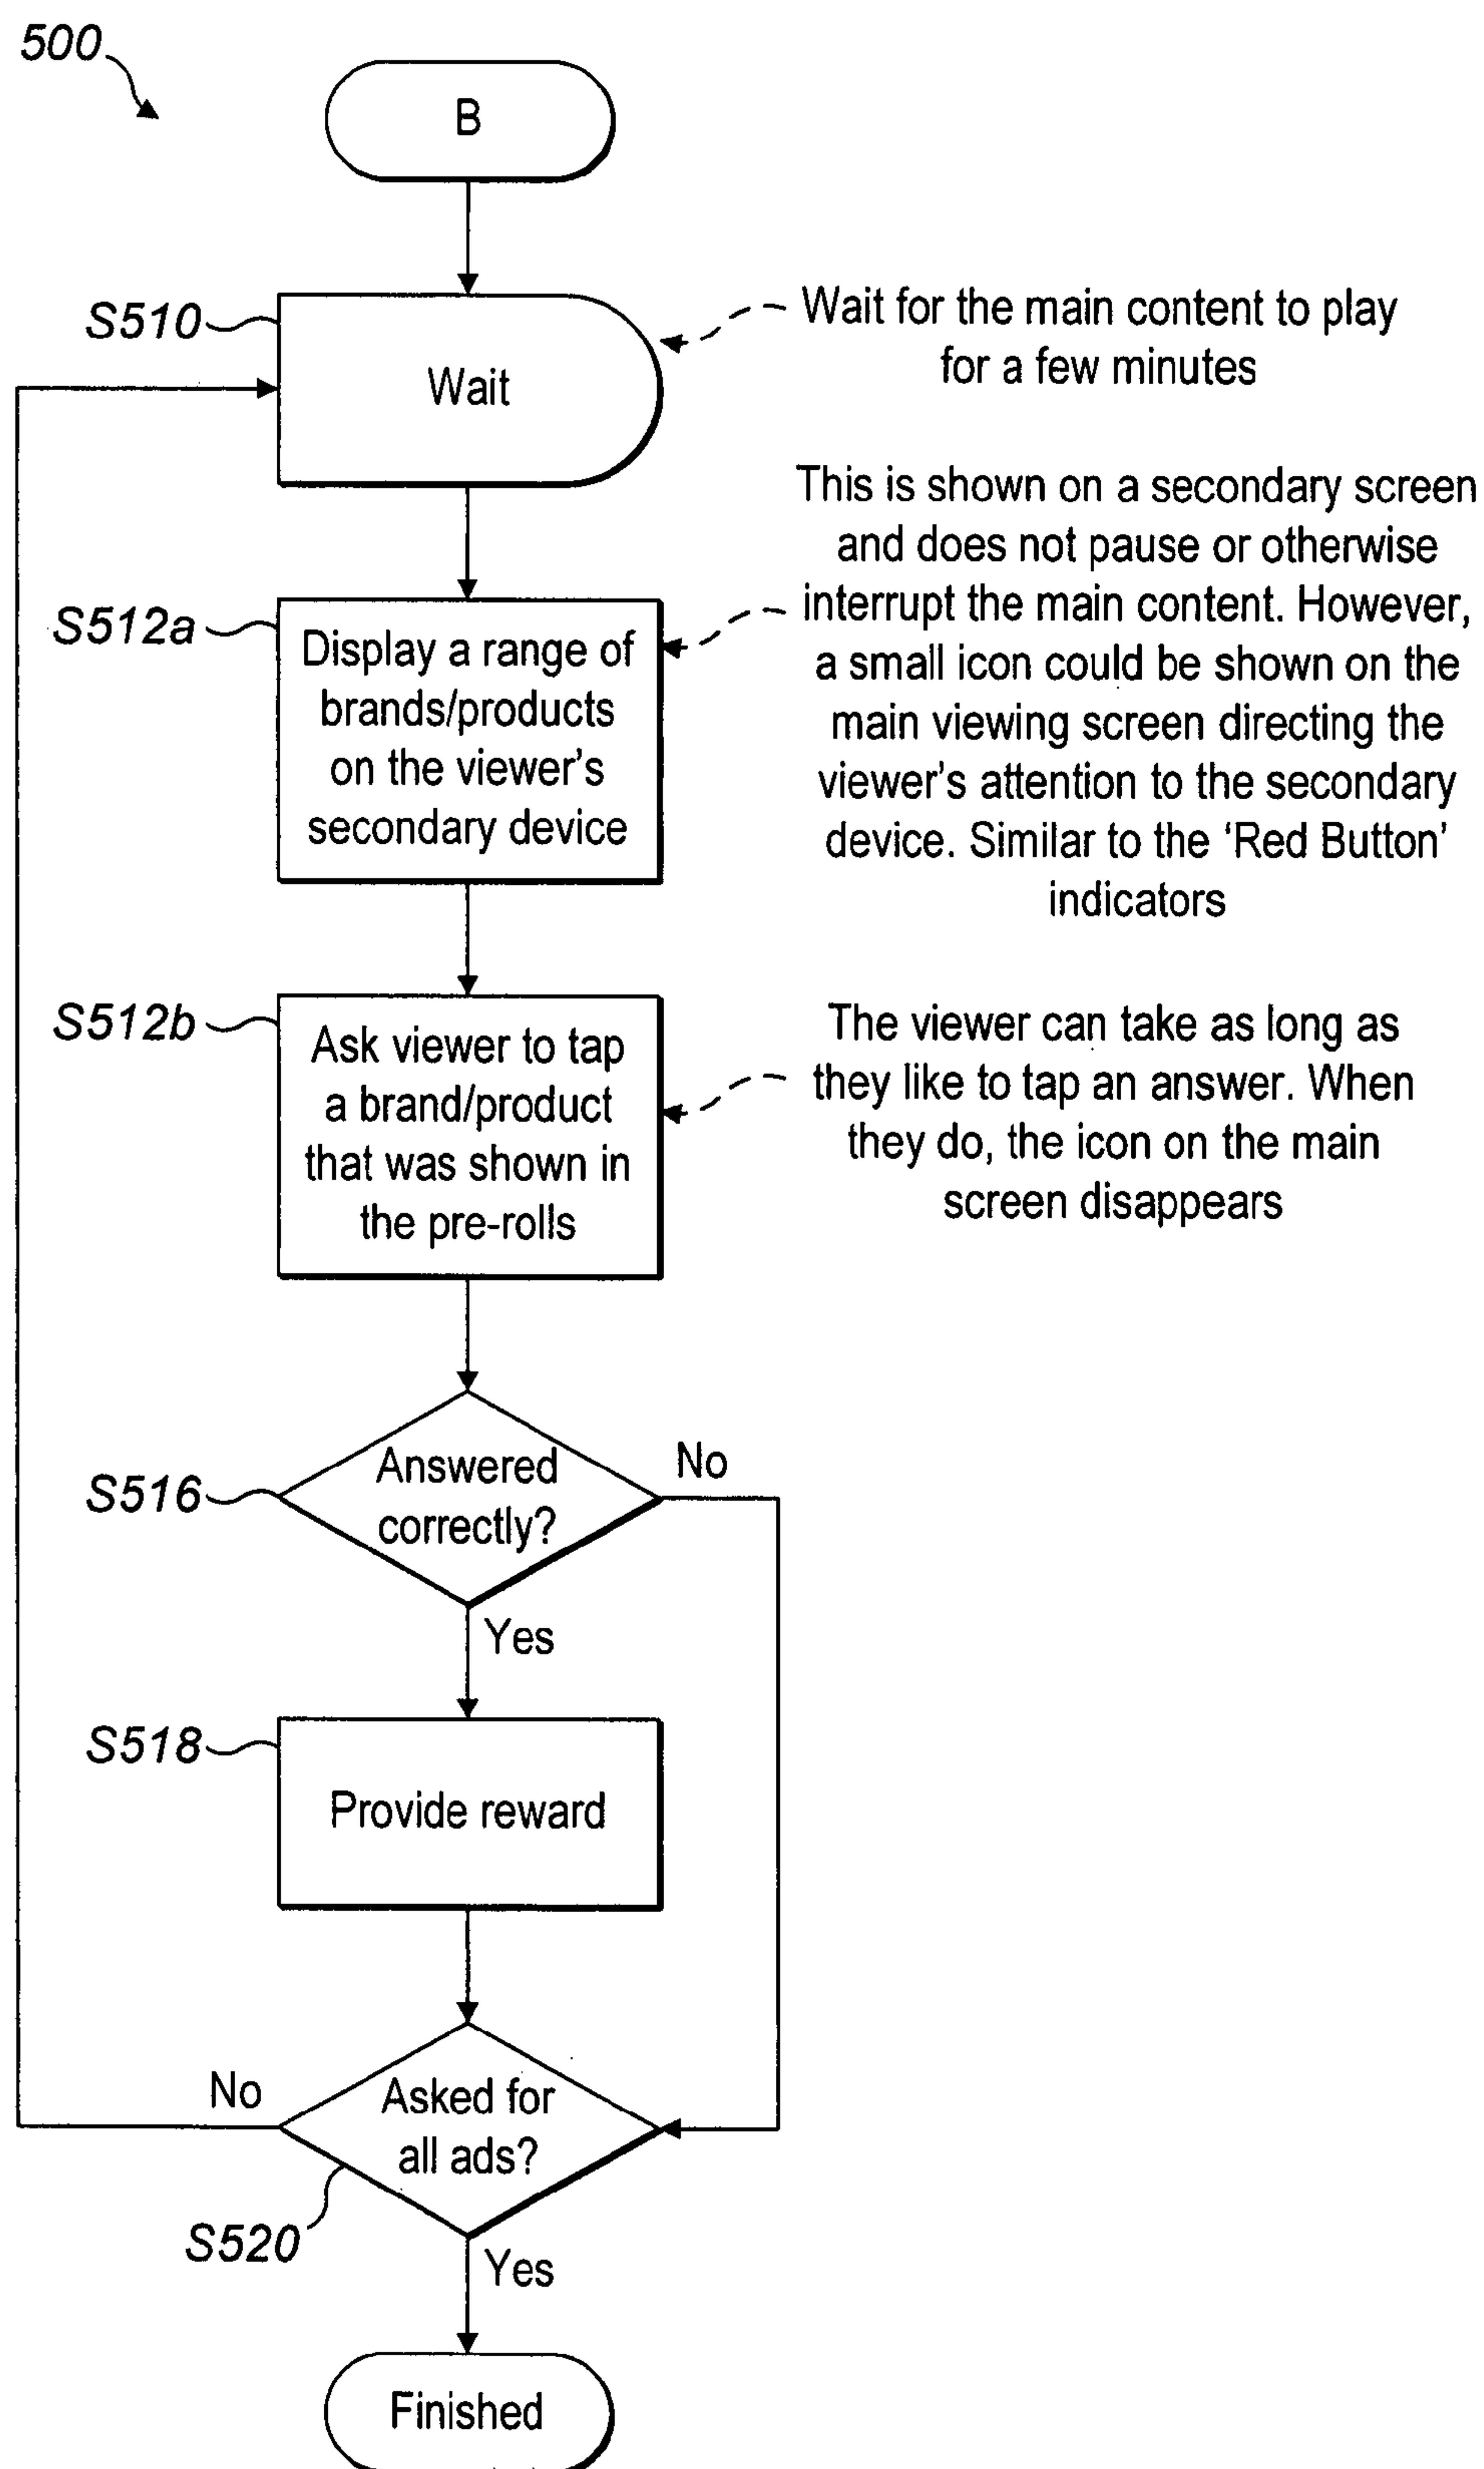 500
B
S510
Wait
Wait for the main content to play
for a few minutes
S512a
Display a range of
brands/products
on the viewer's
secondary device
This is shown on a secondary screen
and does not pause or otherwise
interrupt the main content. However,
a small icon could be shown on the
main viewing screen directing the
viewer's attention to the secondary
device. Similar to the ‘Red Button’
indicators
S512b
Ask viewer to tap
a brand/product
that was shown in
the pre-rolls
The viewer can take as long as
they like to tap an answer. When
they do, the icon on the main
screen disappears
S516
Answered
correctly?
No
Yes
S518
Provide reward
No
Asked for
all ads?
S520
Yes
Finished